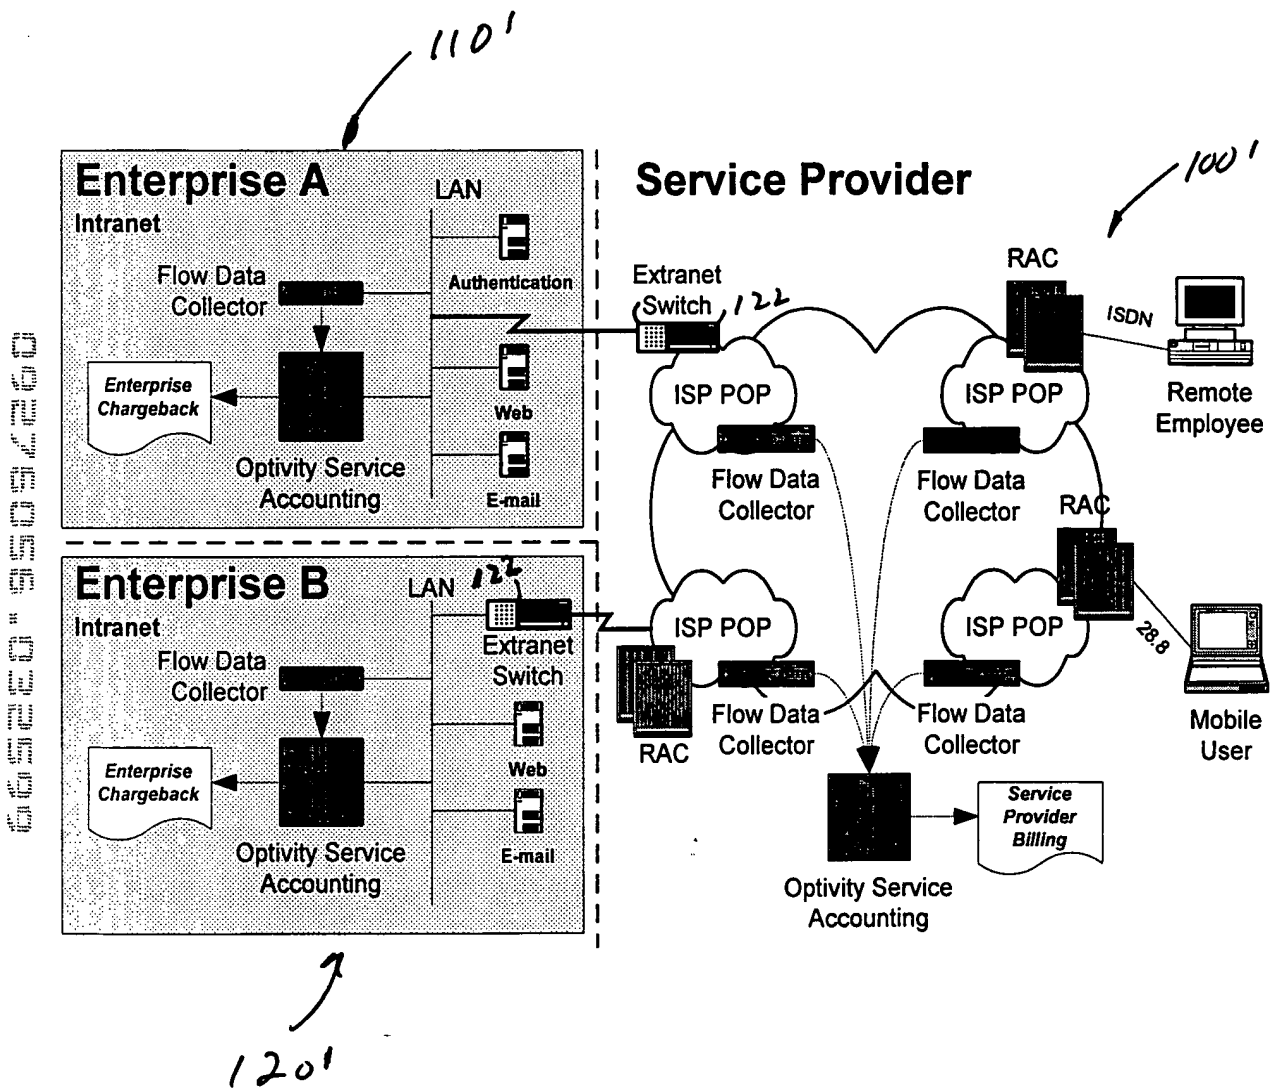 110'
100'
Enterprise A
Intranet
LAN
Flow Data
Collector
Authentication
Enterprise
Chargeback
Web
Optivity Service
Accounting
E-mail
Service Provider
Extranet
Switch
122
RAC
ISDN
Remote
Employee
ISP POP
ISP POP
Flow Data
Collector
Flow Data
Collector
RAC
Enterprise B
Intranet
LAN
122
Extranet
Switch
Flow Data
Collector
Enterprise
Chargeback
Web
Optivity Service
Accounting
E-mail
ISP POP
ISP POP
28.8
RAC
Flow Data
Collector
Flow Data
Collector
Mobile
User
Service
Provider
Billing
Optivity Service
Accounting
120'